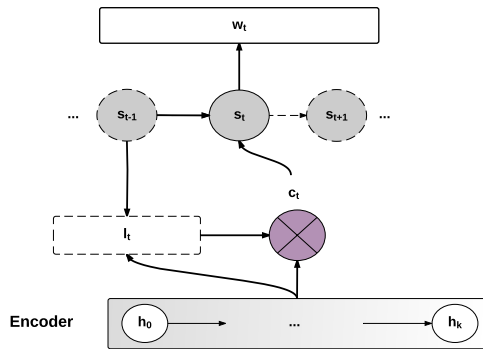 w_t
... s_{t-1} s_t s_{t+1} ...
c_t
l_t
Encoder h_0 ... h_k